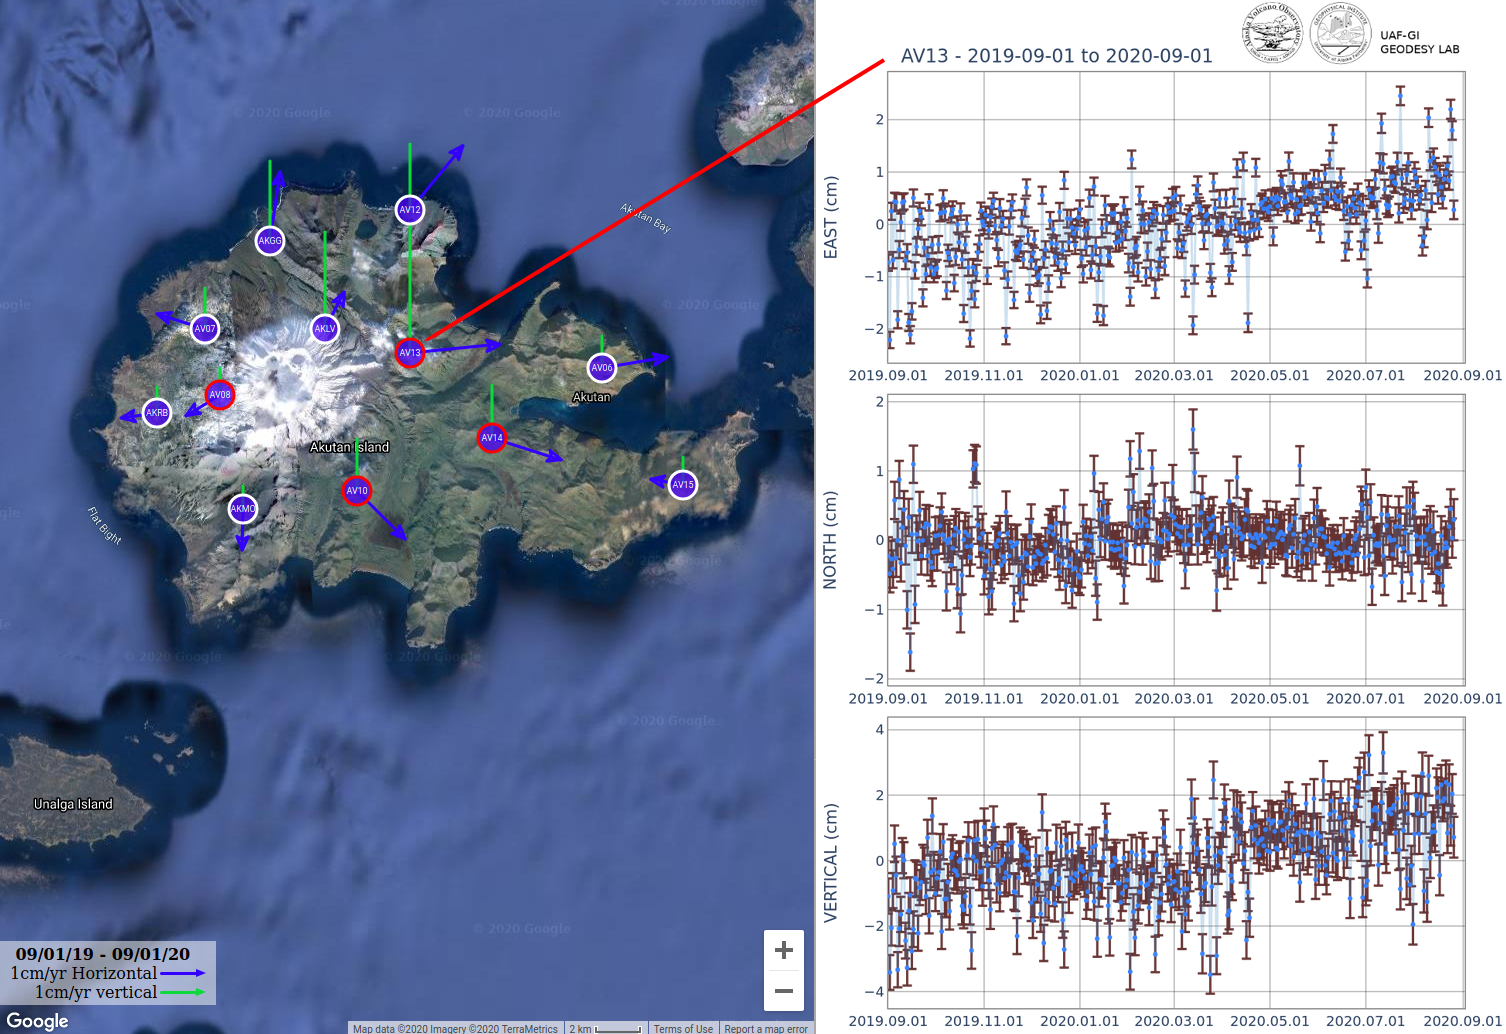 © 2020 Google
© 2020 Google
© 2020 Google
© 2020 Google
Akutan Bay
AV12
AKGG
AV07
AKLV
AV13
AV06
AV08
AKRB
Akutan
AV14
Akutan Island
AV10
AV15
AKMO
Flat Bight
© 2020 Google
© 2020 Google
© 2020 Google
© 2020 Google
© 2020 Google
Unalga Island
09/01/19 - 09/01/20
1cm/yr Horizontal
1cm/yr vertical
Google
+
−
Map data ©2020 Imagery ©2020 TerraMetrics 2 km Terms of Use Report a map error
Alaska Volcano Observatory
GEOPHYSICAL INSTITUTE
UAF-GI
GEODESY LAB
AV13 - 2019-09-01 to 2020-09-01
EAST (cm)
2
1
0
−1
−2
2019.09.01 2019.11.01 2020.01.01 2020.03.01 2020.05.01 2020.07.01 2020.09.01
NORTH (cm)
2
1
0
−1
−2
2019.09.01 2019.11.01 2020.01.01 2020.03.01 2020.05.01 2020.07.01 2020.09.01
VERTICAL (cm)
4
2
0
−2
−4
2019.09.01 2019.11.01 2020.01.01 2020.03.01 2020.05.01 2020.07.01 2020.09.01